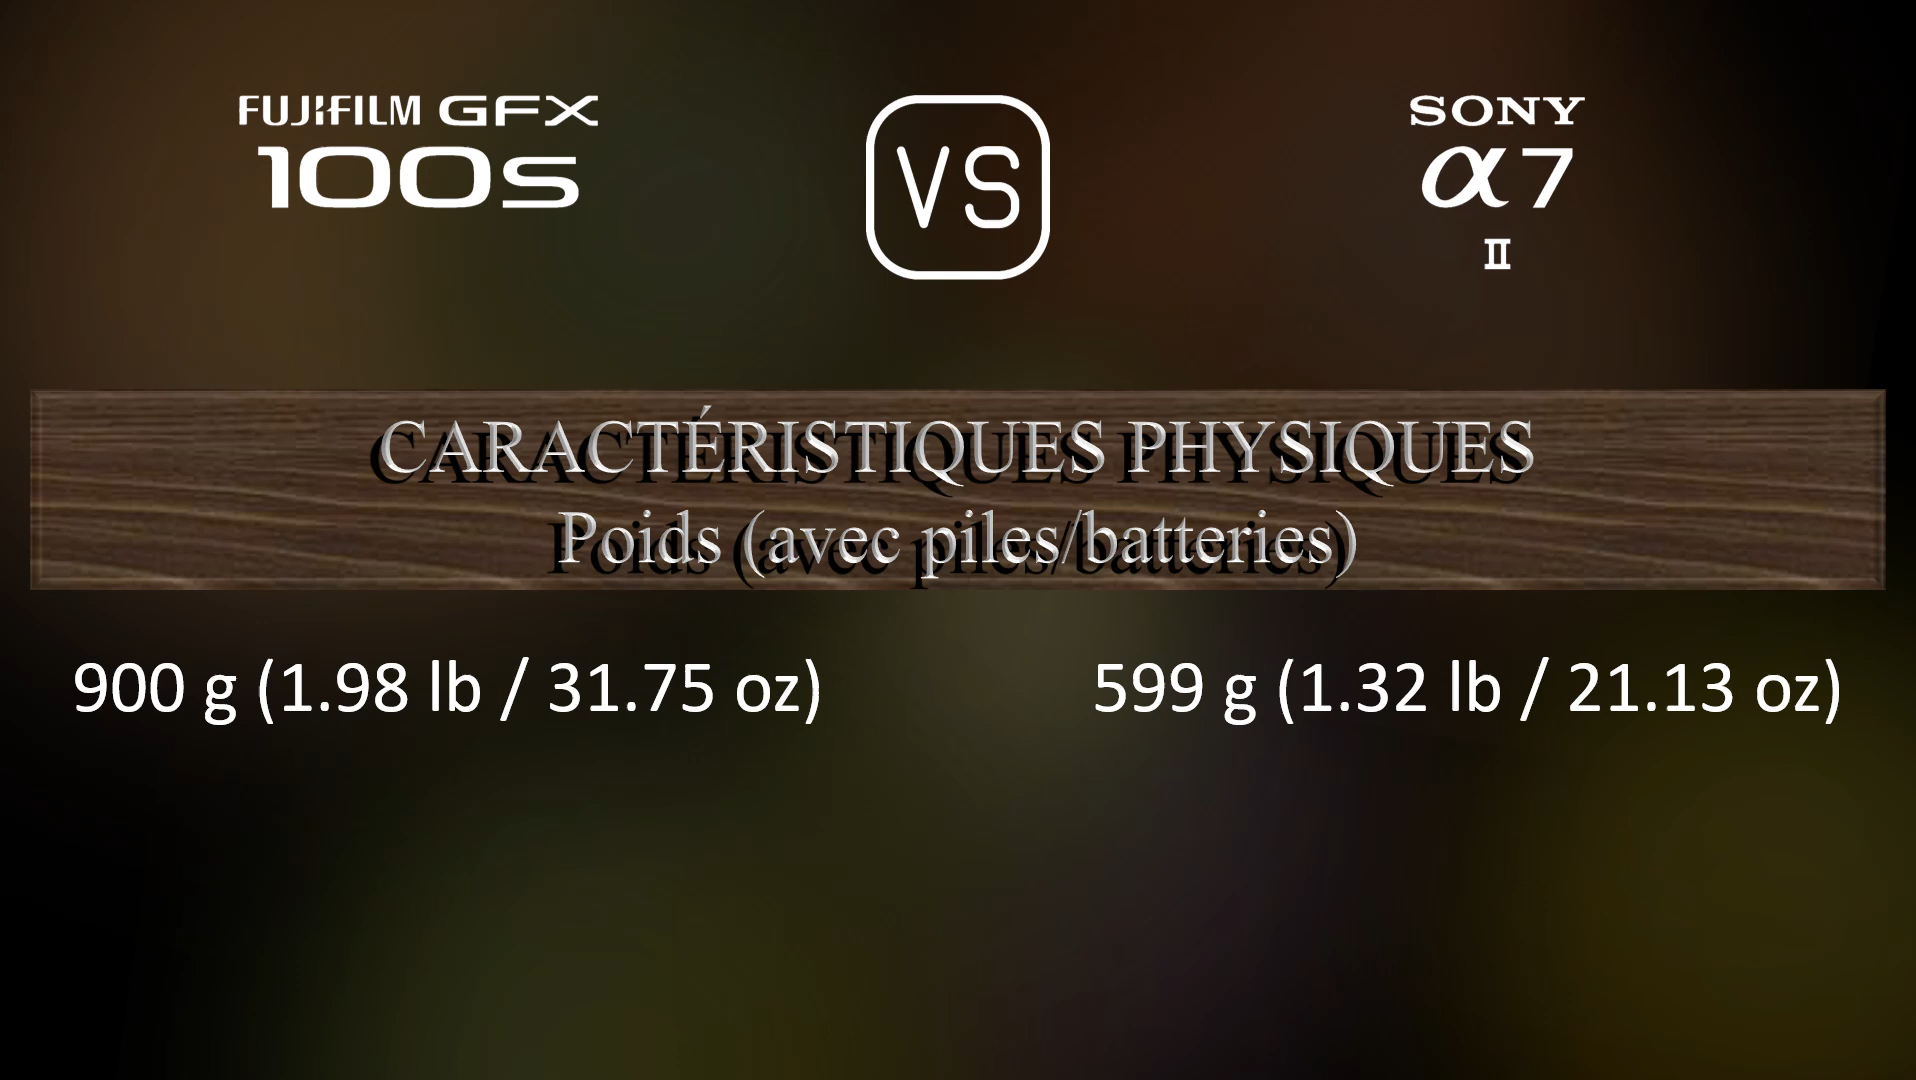 FUJIFILM GFX
100S
VS
SONY
α7
II
CARACTÉRISTIQUES PHYSIQUES
Poids (avec piles/batteries)
900 g (1.98 lb / 31.75 oz)
599 g (1.32 lb / 21.13 oz)